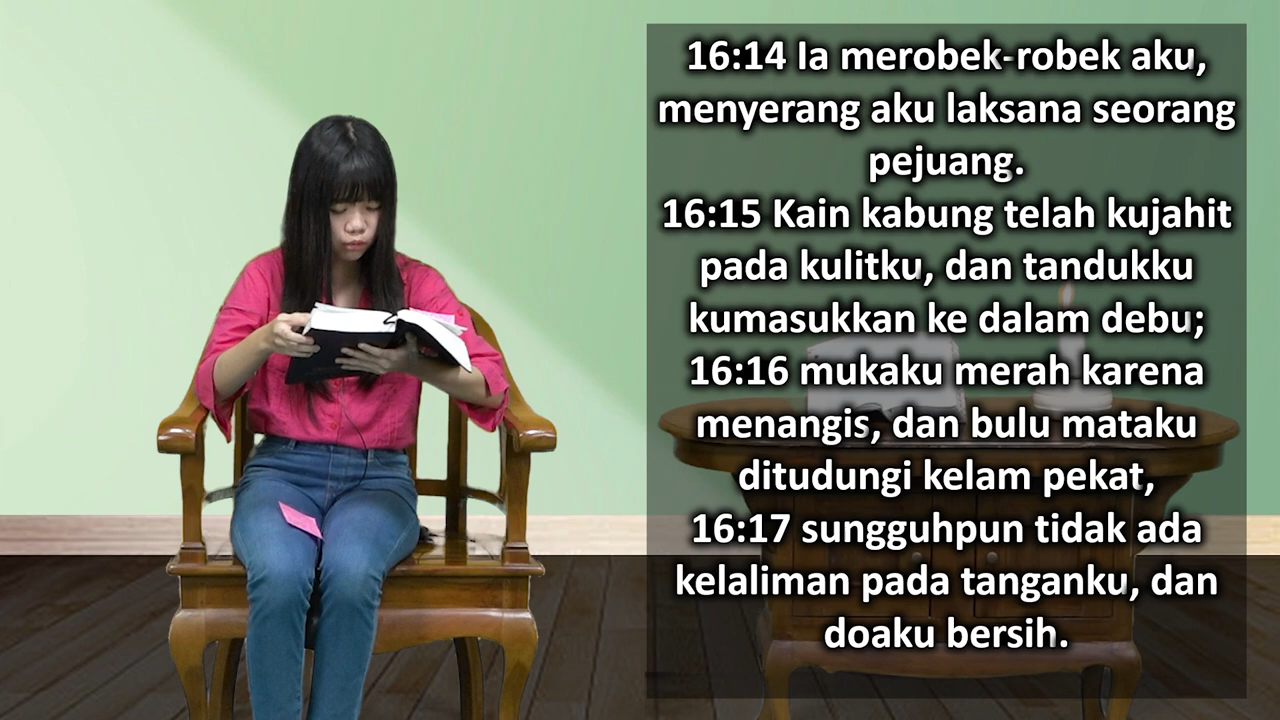 16:14 Ia merobek-robek aku,
menyerang aku laksana seorang
pejuang.
16:15 Kain kabung telah kujahit
pada kulitku, dan tandukku
kumasukkan ke dalam debu;
16:16 mukaku merah karena
menangis, dan bulu mataku
ditudungi kelam pekat,
16:17 sungguhpun tidak ada
kelaliman pada tanganku, dan
doaku bersih.